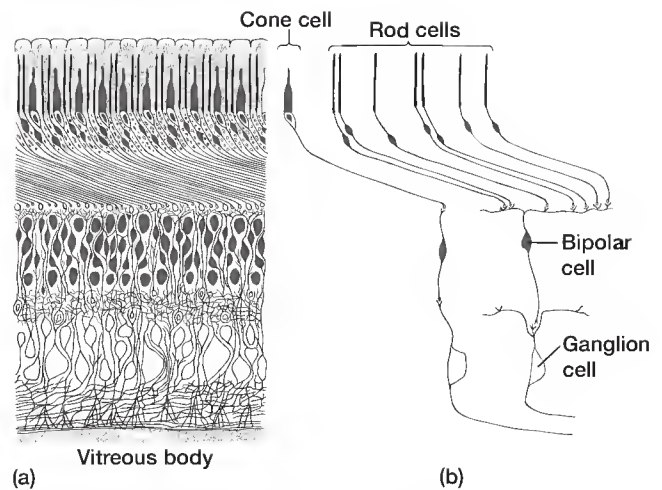 Cone cell
Rod cells
Bipolar
cell
Ganglion
cell
Vitreous body
(a)
(b)